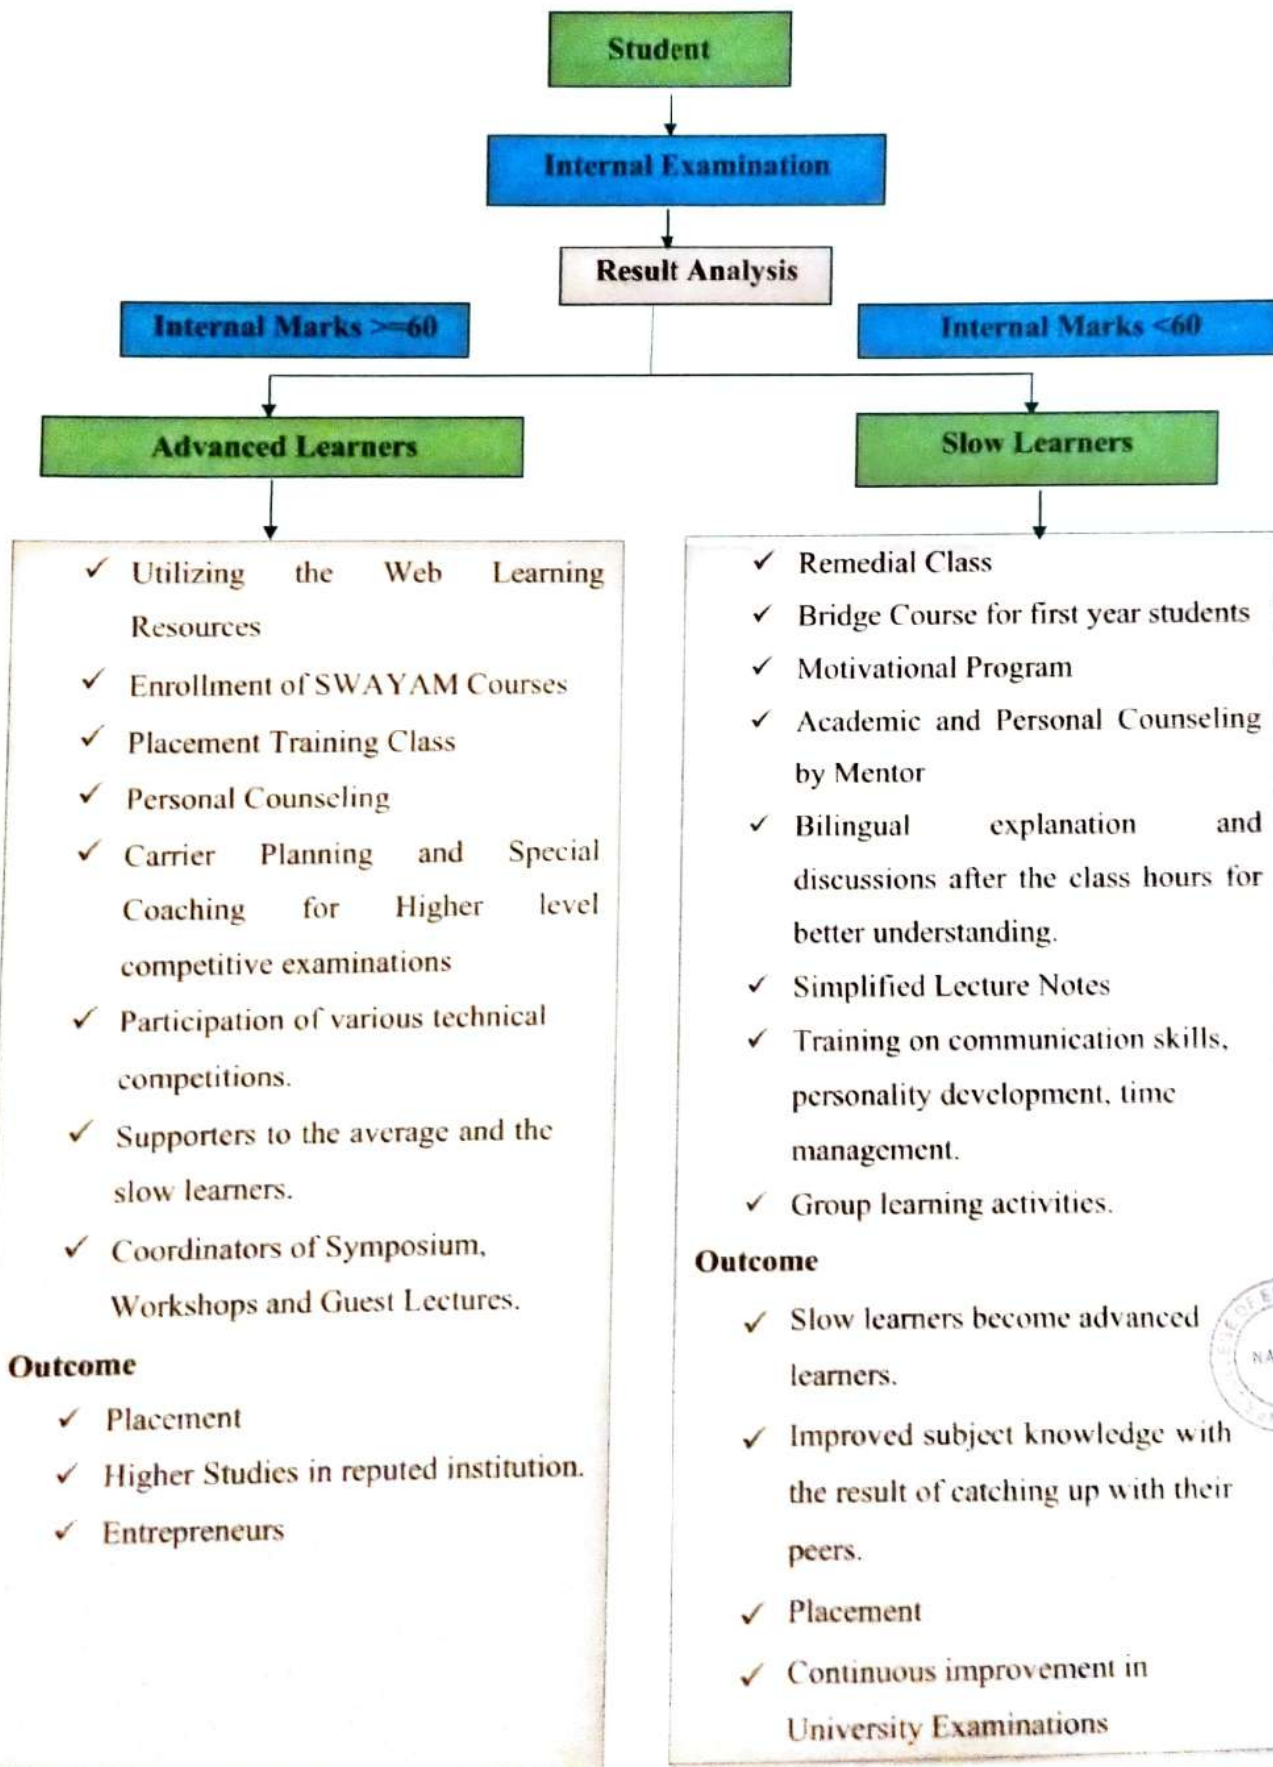 Student
Internal Examination
Result Analysis
Internal Marks >=60
Internal Marks <60
Advanced Learners
Slow Learners
✓ Utilizing the Web Learning
Resources
✓ Enrollment of SWAYAM Courses
✓ Placement Training Class
✓ Personal Counseling
✓ Carrier Planning and Special
Coaching for Higher level
competitive examinations
✓ Participation of various technical
competitions.
✓ Supporters to the average and the
slow learners.
✓ Coordinators of Symposium,
Workshops and Guest Lectures.
Outcome
✓ Placement
✓ Higher Studies in reputed institution.
✓ Entrepreneurs
✓ Remedial Class
✓ Bridge Course for first year students
✓ Motivational Program
✓ Academic and Personal Counseling
by Mentor
✓ Bilingual explanation and
discussions after the class hours for
better understanding.
✓ Simplified Lecture Notes
✓ Training on communication skills,
personality development, time
management.
✓ Group learning activities.
Outcome
✓ Slow learners become advanced
learners.
✓ Improved subject knowledge with
the result of catching up with their
peers.
✓ Placement
✓ Continuous improvement in
University Examinations